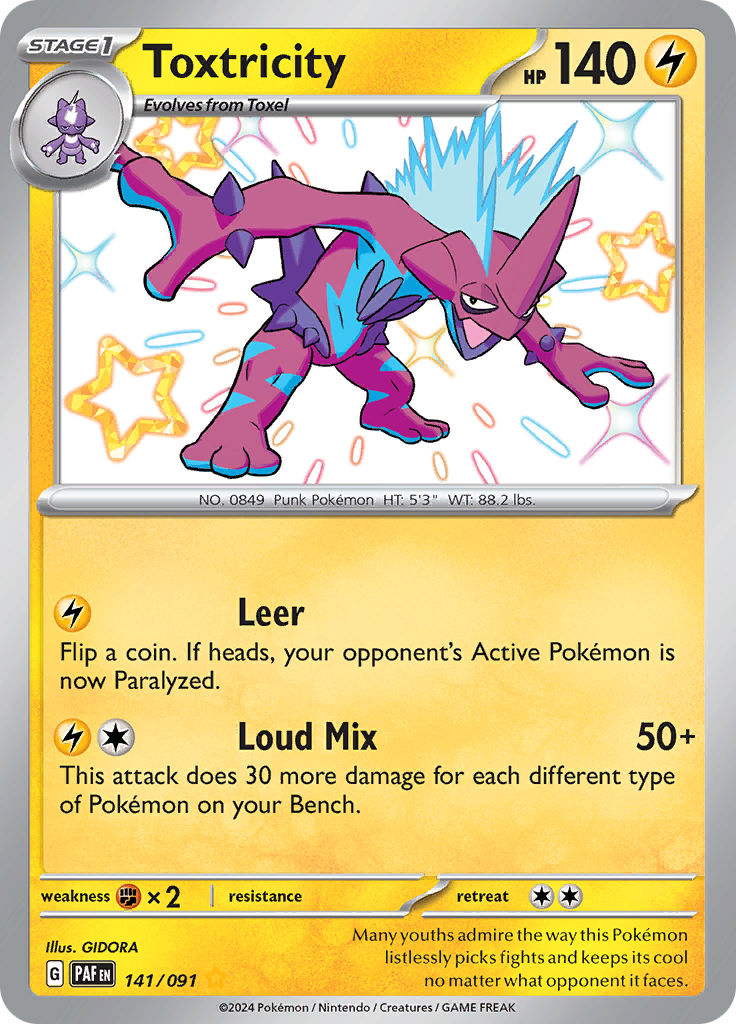 STAGE1
Toxtricity
HP 140
Evolves from Toxel
NO. 0849 Punk Pokémon HT: 5'3" WT: 88.2 lbs.
Leer
Flip a coin. If heads, your opponent's Active Pokémon is
now Paralyzed.
Loud Mix 50+
This attack does 30 more damage for each different type
of Pokémon on your Bench.
weakness ×2 resistance retreat
Illus. GIDORA
Many youths admire the way this Pokémon
listlessly picks fights and keeps its cool
no matter what opponent it faces.
G PAF EN 141/091
©2024 Pokémon / Nintendo / Creatures / GAME FREAK